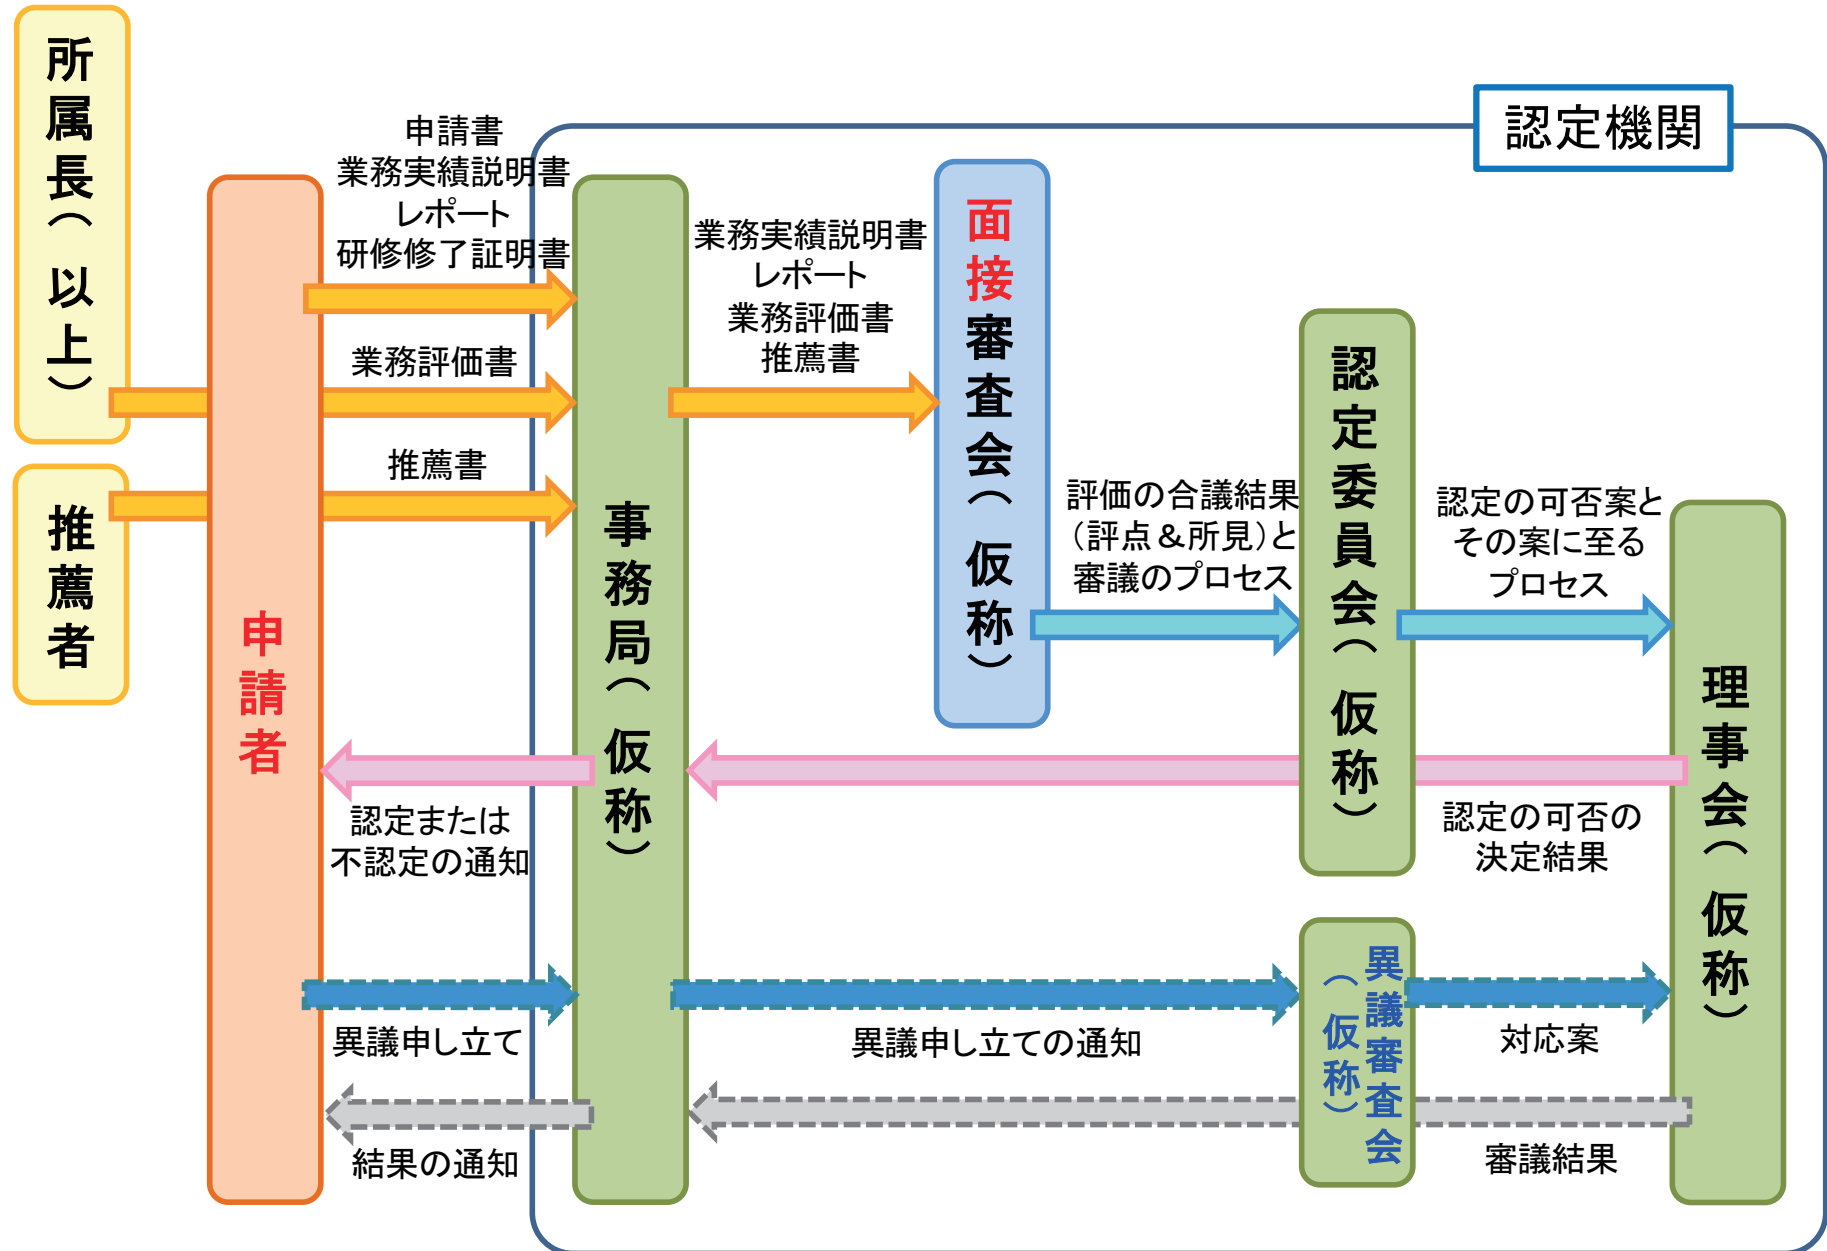 所属長（以上）
推薦者
申請者
申請書
業務実績説明書
レポート
研修修了証明書
業務評価書
推薦書
認定機関
事務局（仮称）
業務実績説明書
レポート
業務評価書
推薦書
面接審査会（仮称）
評価の合議結果
（評点＆所見）と
審議のプロセス
認定委員会（仮称）
認定の可否案と
その案に至る
プロセス
理事会（仮称）
認定の可否の
決定結果
認定または
不認定の通知
異議申し立て
異議申し立ての通知
異議審査会
（仮称）
対応案
審議結果
結果の通知